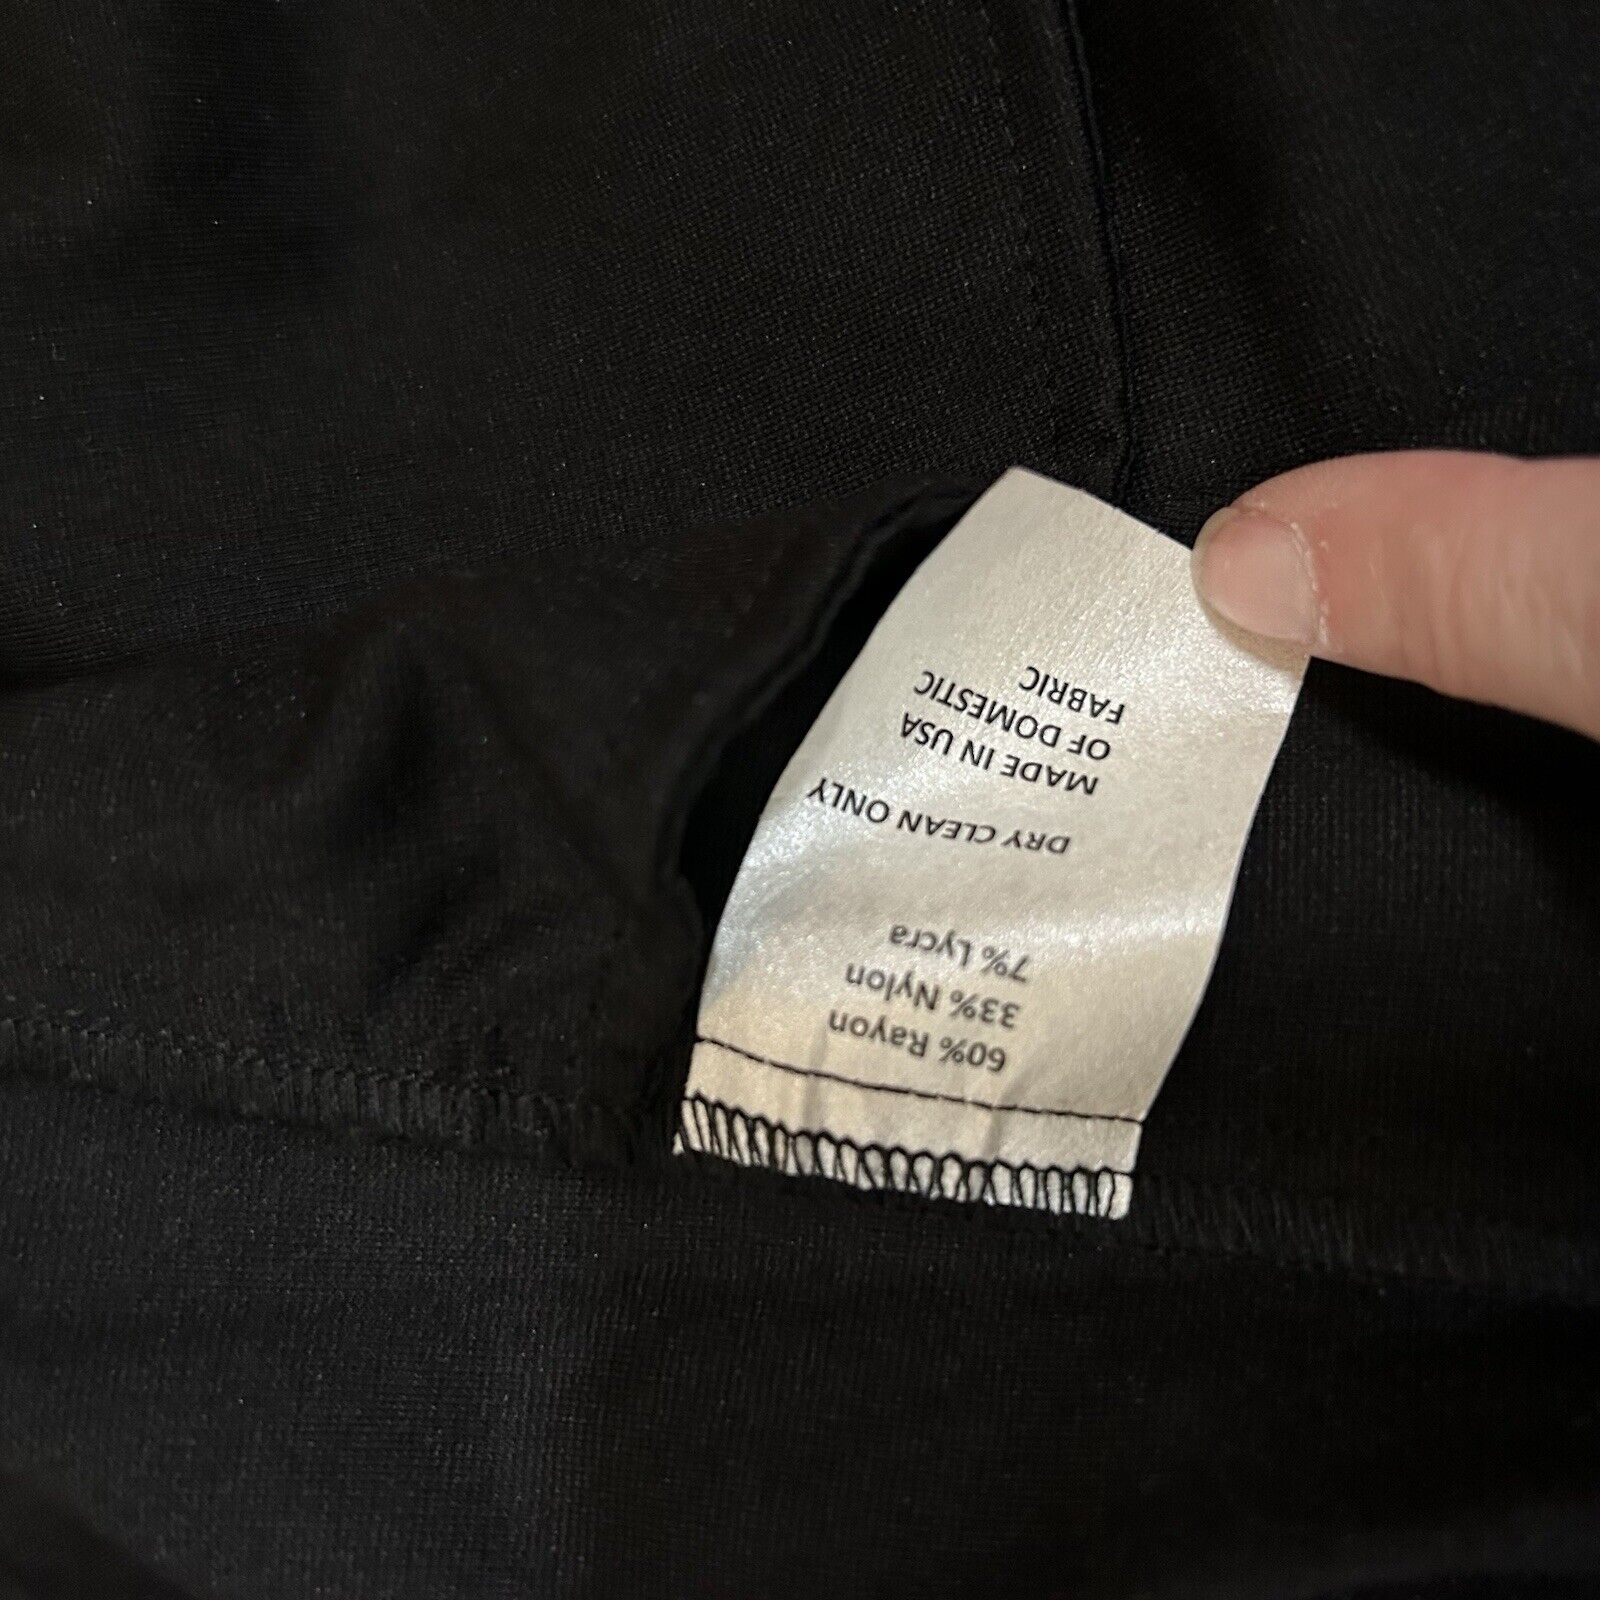 60% Rayon
33% Nylon
7% Lycra
DRY CLEAN ONLY
MADE IN USA
OF DOMESTIC
FABRIC